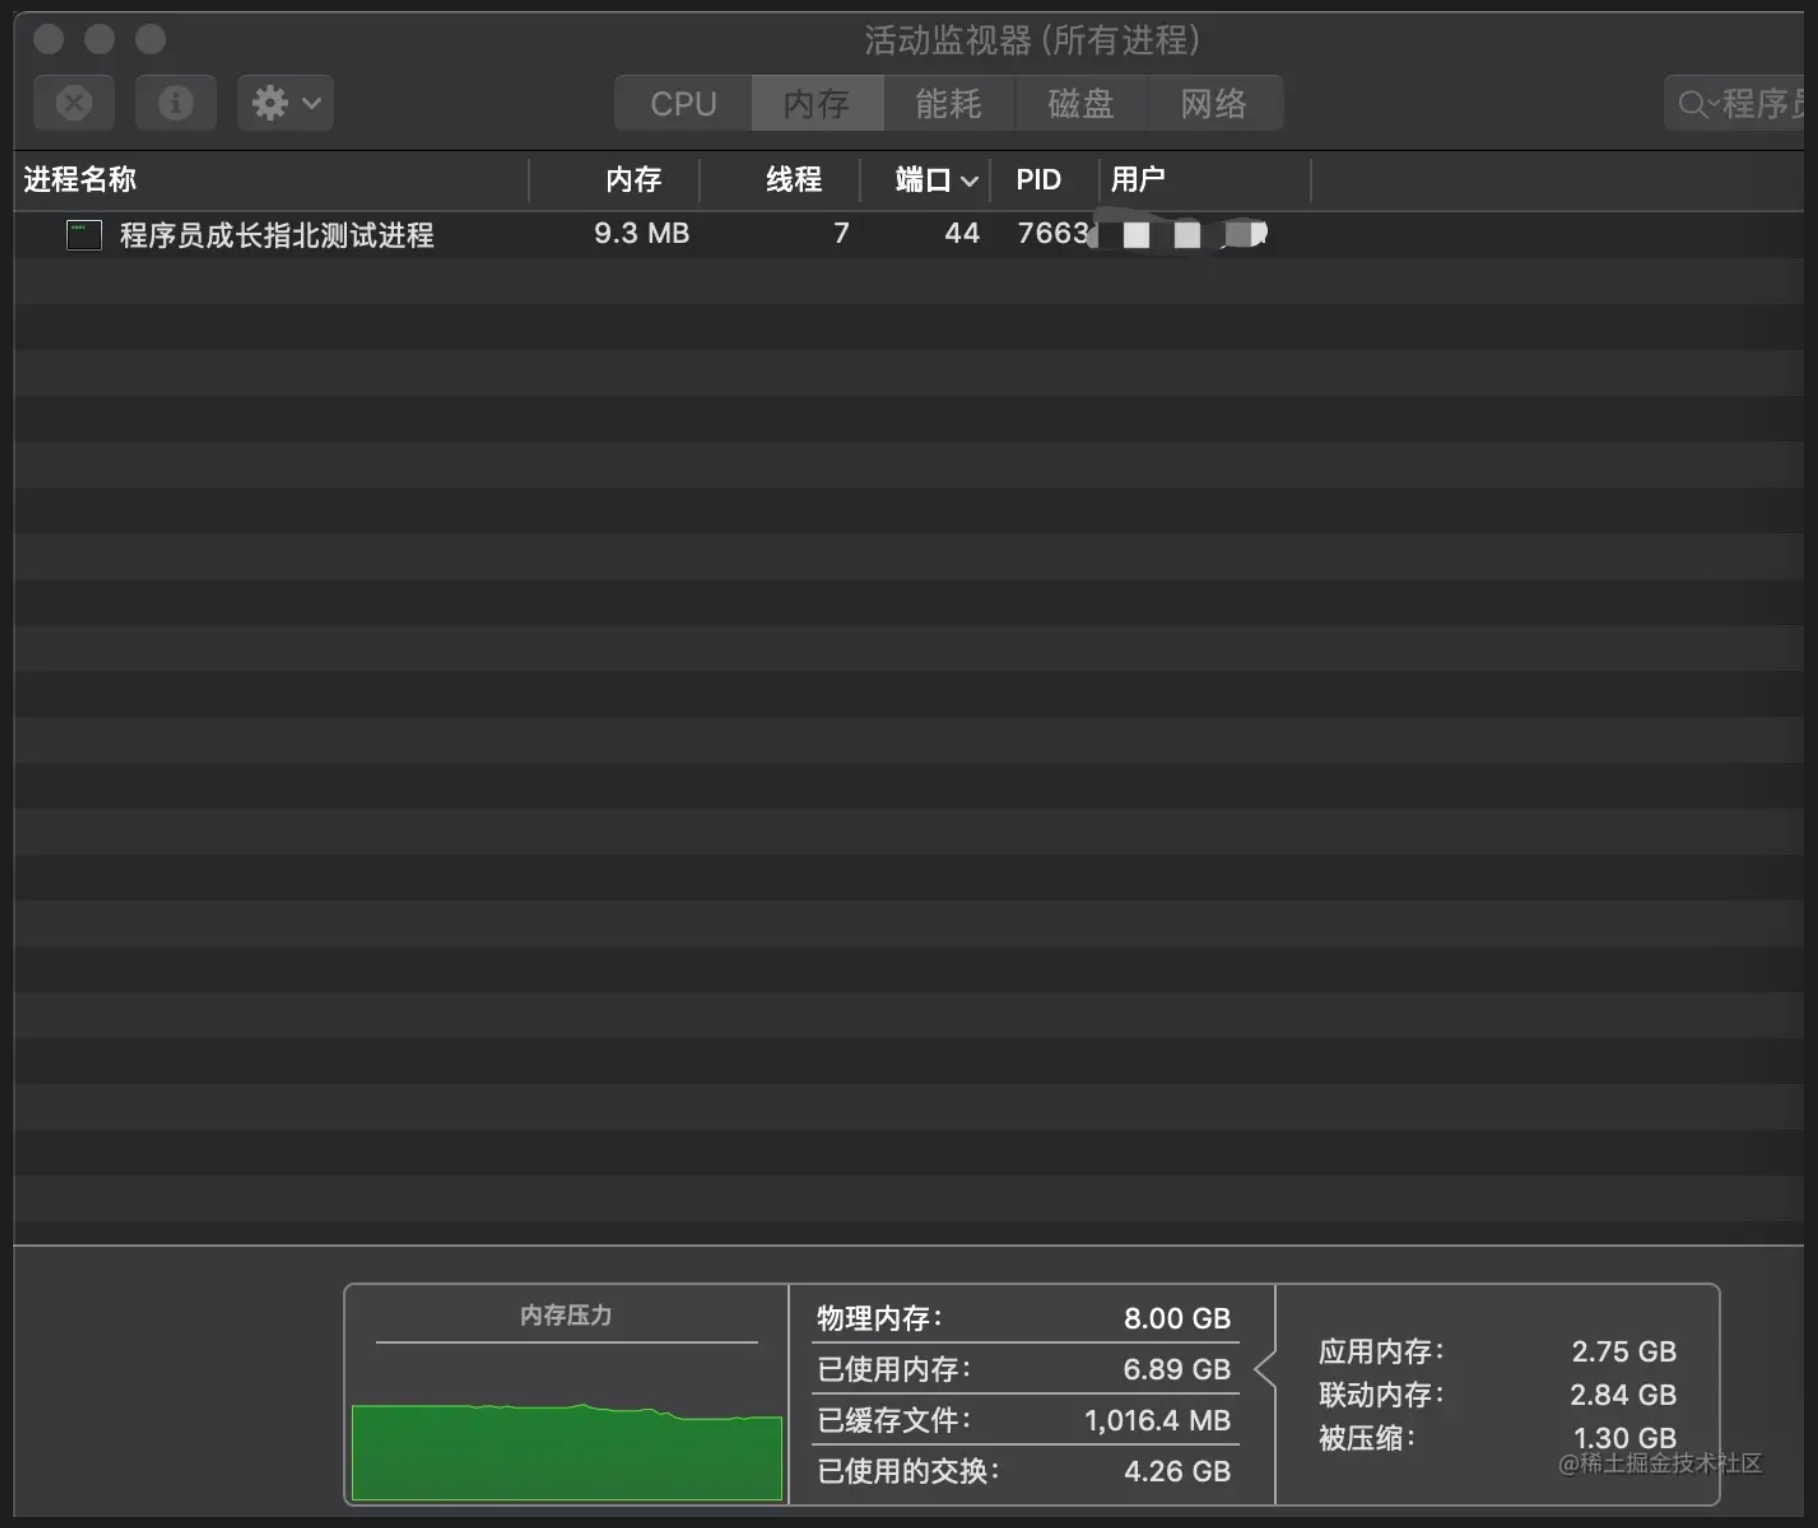 活动监视器 (所有进程)
CPU 内存 能耗 磁盘 网络 程序员
进程名称 内存 线程 端口 PID 用户
程序员成长指北测试进程 9.3 MB 7 44 7663
内存压力
物理内存： 8.00 GB
已使用内存： 6.89 GB
已缓存文件： 1,016.4 MB
已使用的交换： 4.26 GB
应用内存： 2.75 GB
联动内存： 2.84 GB
被压缩： 1.30 GB
@稀土掘金技术社区